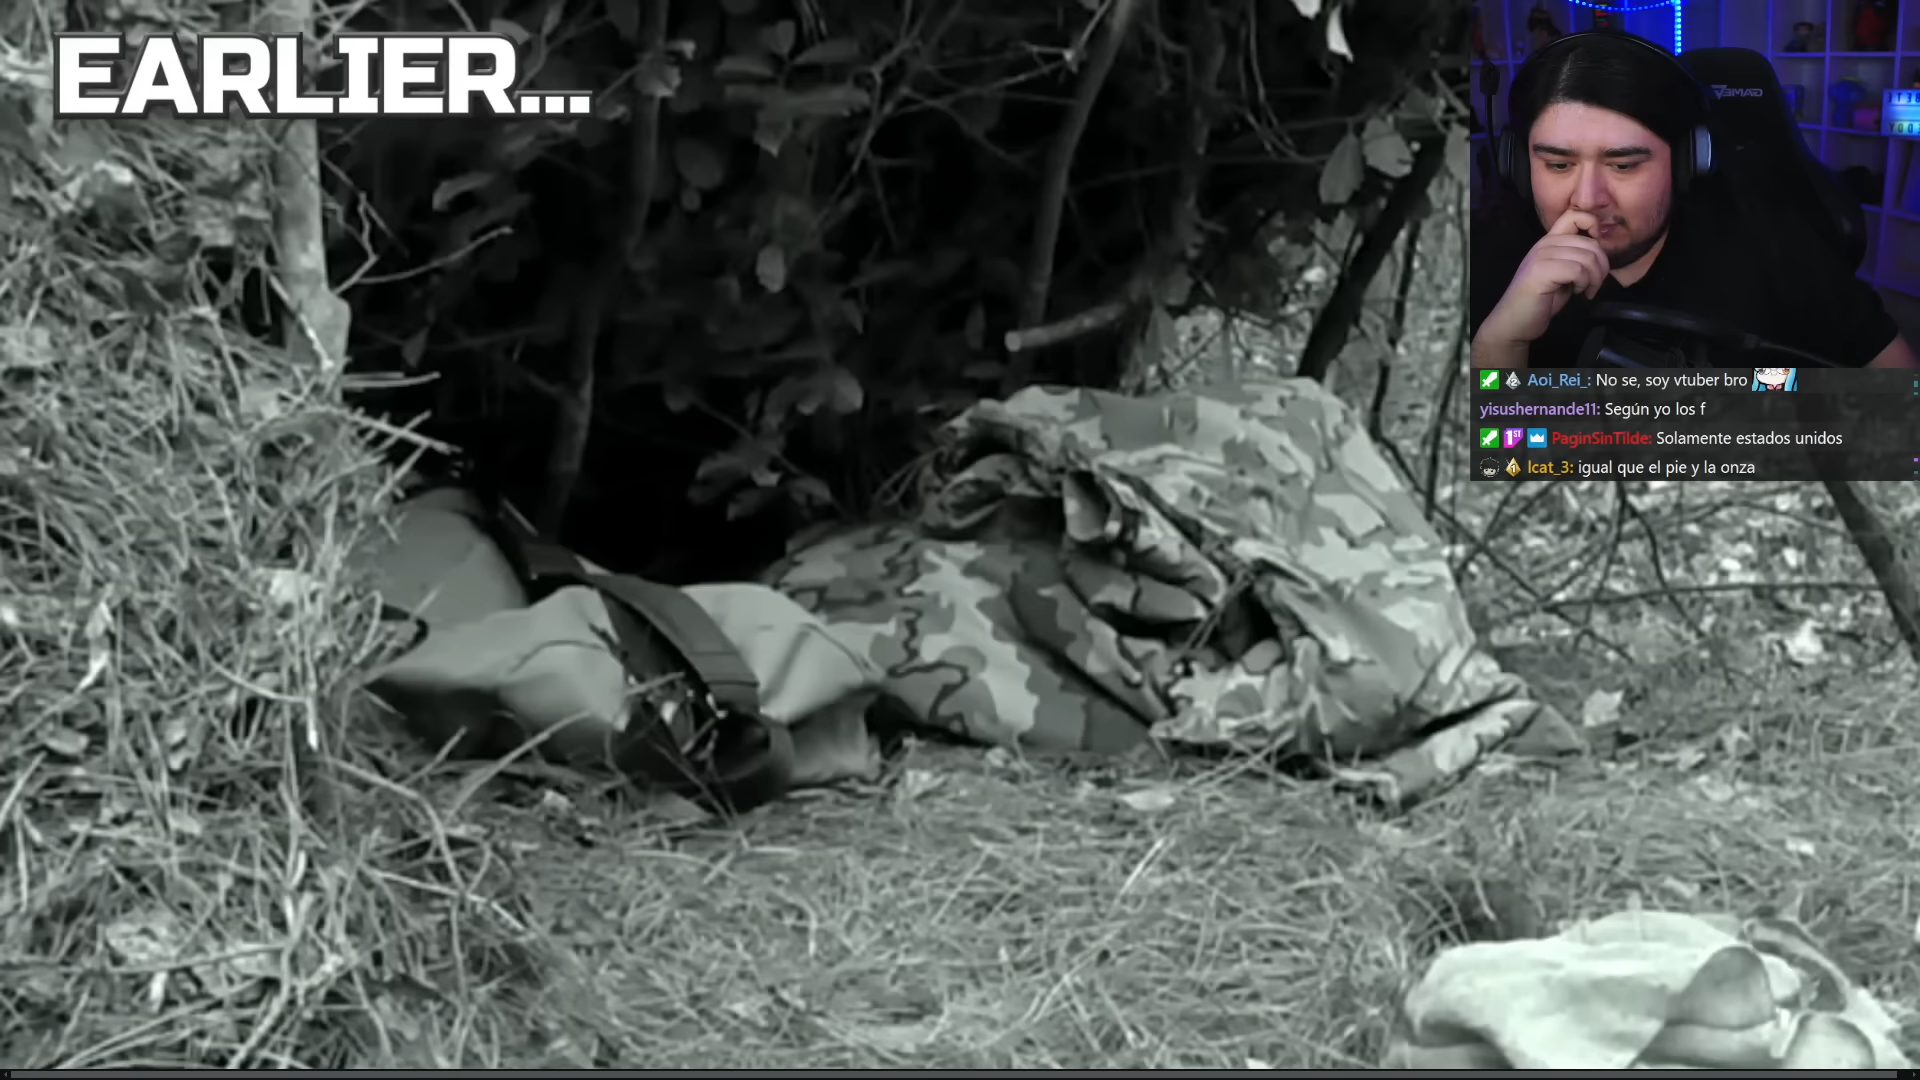 EARLIER...
Aoi_Rei_: No se, soy vtuber bro
yisushernande11: Según yo los f
1ST PaginSinTilde: Solamente estados unidos
lcat_3: igual que el pie y la onza